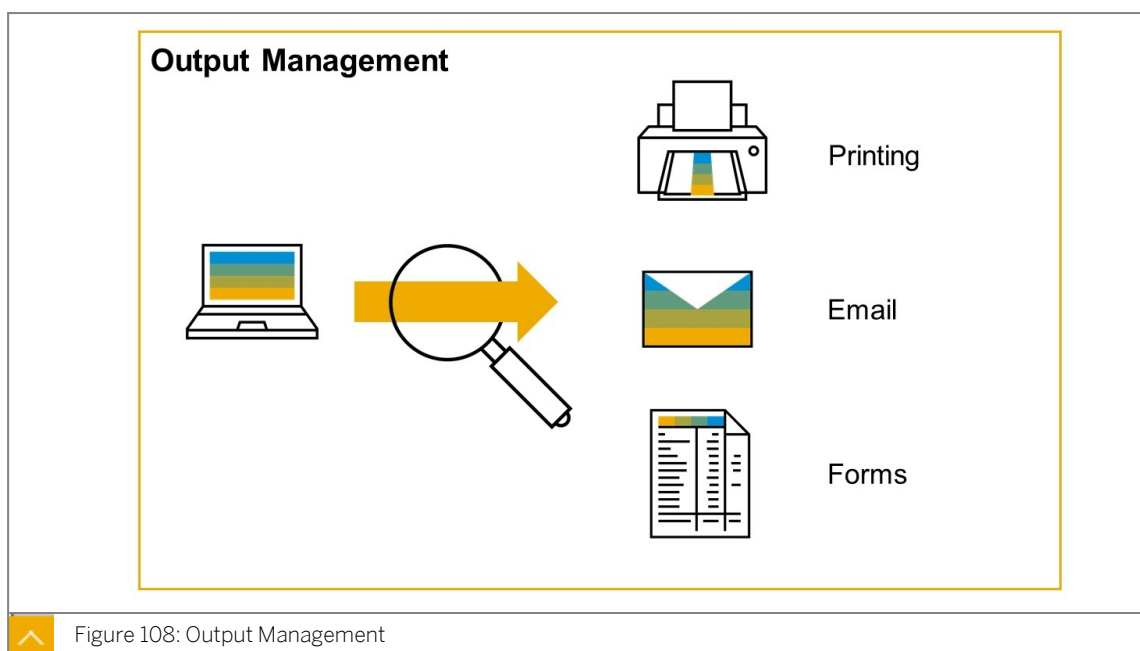 Output Management
Printing
Email
Forms
Figure 108: Output Management